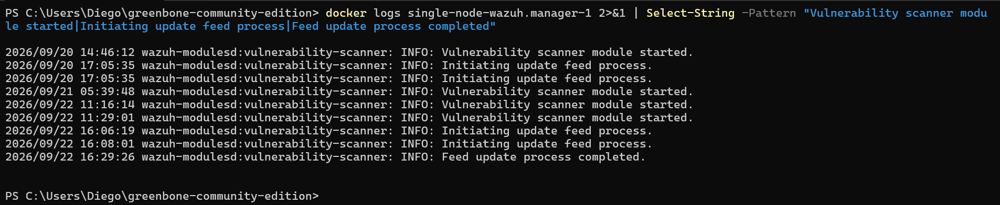 PS C:\Users\Diego\greenbone-community-edition> docker logs single-node-wazuh.manager-1 2>&1 | Select-String -Pattern "Vulnerability scanner modu
le started|Initiating update feed process|Feed update process completed"
2026/09/20 14:46:12 wazuh-modulesd:vulnerability-scanner: INFO: Vulnerability scanner module started.
2026/09/20 17:05:35 wazuh-modulesd:vulnerability-scanner: INFO: Initiating update feed process.
2026/09/20 17:05:35 wazuh-modulesd:vulnerability-scanner: INFO: Initiating update feed process.
2026/09/21 05:39:48 wazuh-modulesd:vulnerability-scanner: INFO: Vulnerability scanner module started.
2026/09/22 11:16:14 wazuh-modulesd:vulnerability-scanner: INFO: Vulnerability scanner module started.
2026/09/22 11:29:01 wazuh-modulesd:vulnerability-scanner: INFO: Vulnerability scanner module started.
2026/09/22 16:06:19 wazuh-modulesd:vulnerability-scanner: INFO: Initiating update feed process.
2026/09/22 16:08:01 wazuh-modulesd:vulnerability-scanner: INFO: Initiating update feed process.
2026/09/22 16:29:26 wazuh-modulesd:vulnerability-scanner: INFO: Feed update process completed.
PS C:\Users\Diego\greenbone-community-edition>